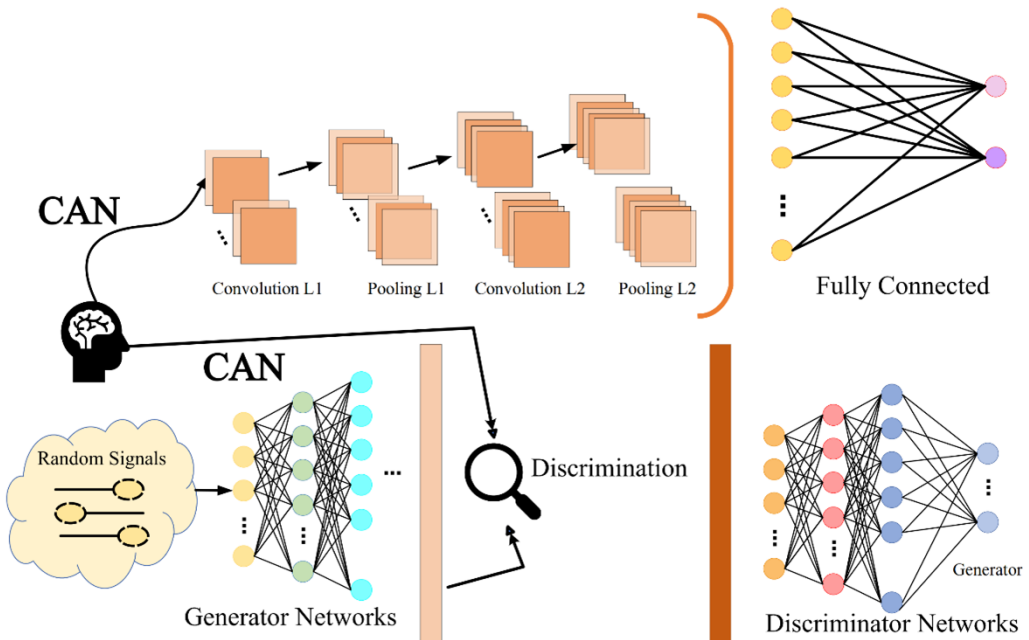 CAN
Convolution L1
Pooling L1
Convolution L2
Pooling L2
Fully Connected
CAN
Random Signals
Discrimination
Generator
Generator Networks
Discriminator Networks